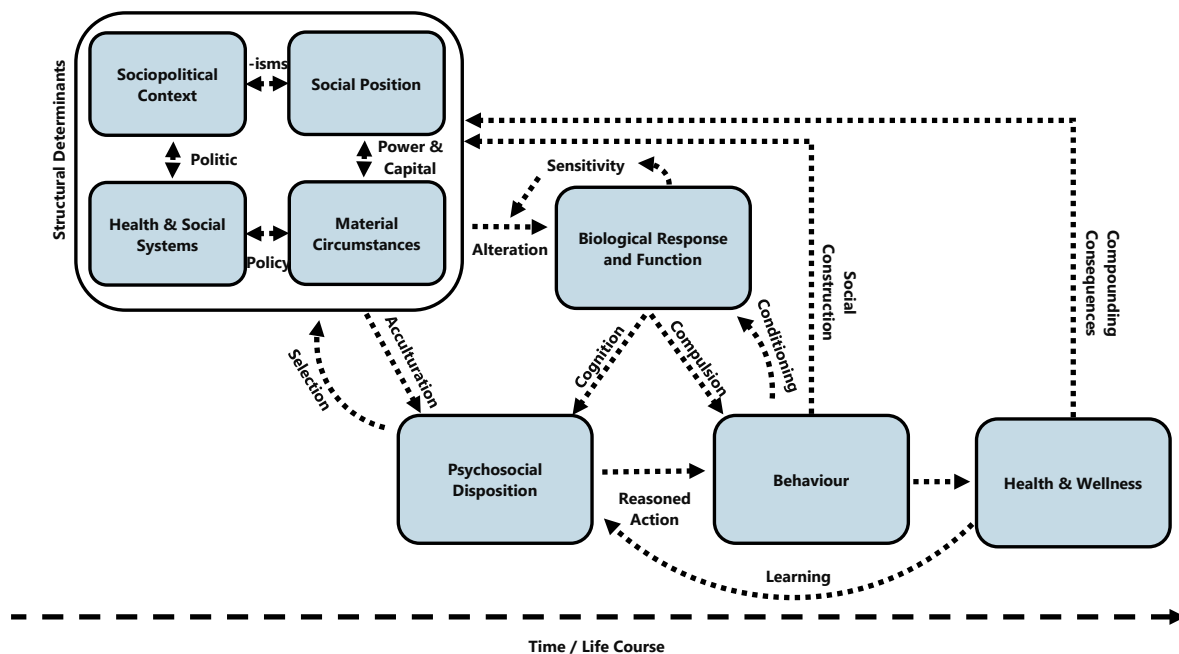 Structural Determinants
Sociopolitical
Context
-isms
Social Position
Politic
Power &
Capital
Health & Social
Systems
Policy
Material
Circumstances
Sensitivity
Alteration
Biological Response
and Function
Social
Construction
Compounding
Consequences
Selection
Acculturation
Cognition
Compulsion
Conditioning
Psychosocial
Disposition
Reasoned
Action
Behaviour
Health & Wellness
Learning
Time / Life Course